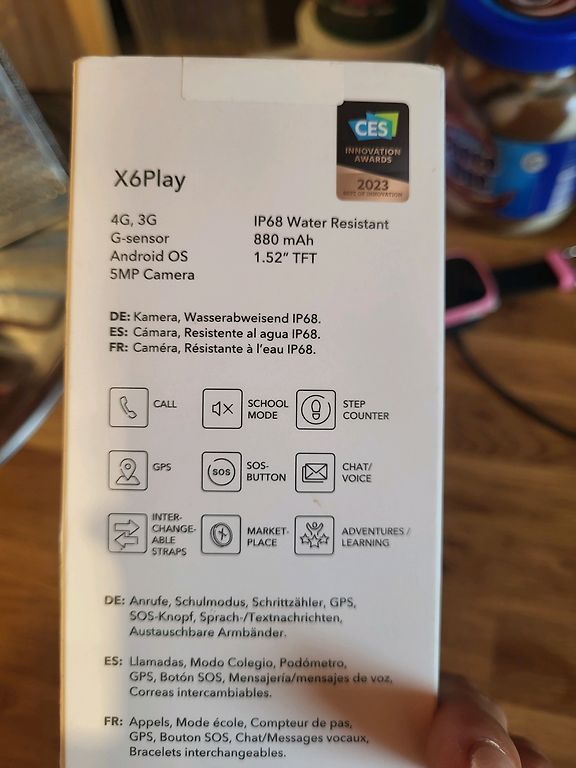 CES
INNOVATION
AWARDS
2023
BEST OF INNOVATION
X6Play
4G, 3G
G-sensor
Android OS
5MP Camera
IP68 Water Resistant
880 mAh
1.52” TFT
DE: Kamera, Wasserabweisend IP68.
ES: Cámara, Resistente al agua IP68.
FR: Caméra, Résistante à l'eau IP68.
CALL
SCHOOL
MODE
STEP
COUNTER
GPS
SOS
SOS-
BUTTON
CHAT/
VOICE
INTER-
CHANGE-
ABLE
STRAPS
MARKET-
PLACE
ADVENTURES /
LEARNING
DE: Anrufe, Schulmodus, Schrittzähler, GPS,
SOS-Knopf, Sprach-/Textnachrichten,
Austauschbare Armbänder.
ES: Llamadas, Modo Colegio, Podómetro,
GPS, Botón SOS, Mensajería/mensajes de voz,
Correas intercambiables.
FR: Appels, Mode école, Compteur de pas,
GPS, Bouton SOS, Chat/Messages vocaux,
Bracelets interchangeables.